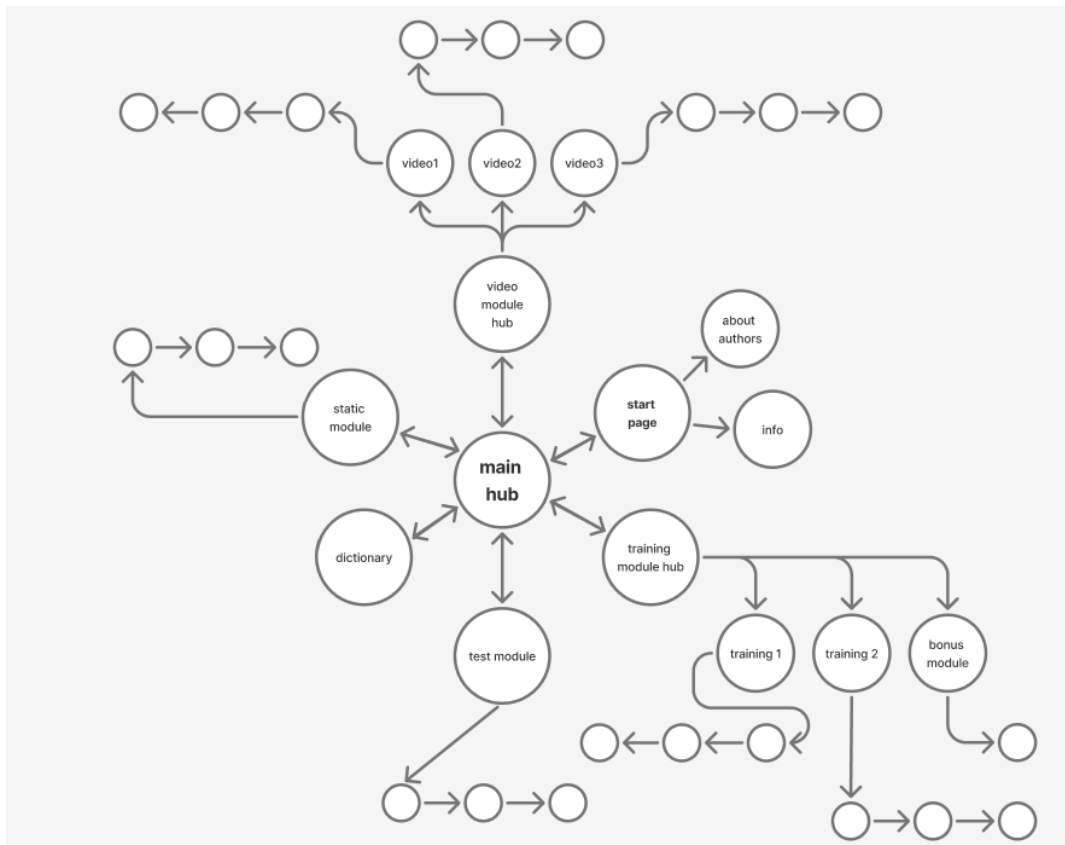 video1
video2
video3
video
module
hub
about
authors
start
page
info
static
module
main
hub
dictionary
training
module hub
test module
training 1
training 2
bonus
module